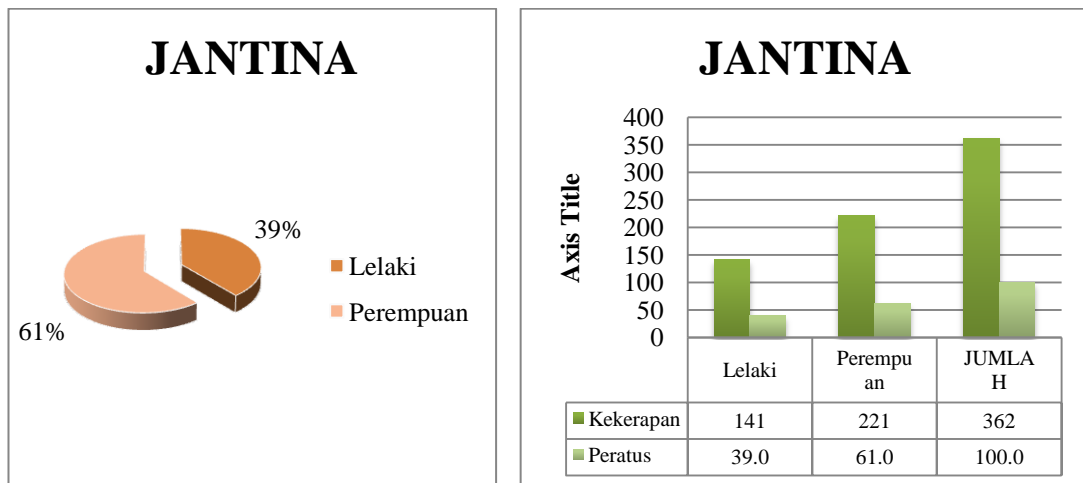 JANTINA
39%
Lelaki
Perempuan
61%
JANTINA
Axis Title
400
350
300
250
200
150
100
50
0
Lelaki Perempu JUMLA
an H
Kekerapan 141 221 362
Peratus 39.0 61.0 100.0